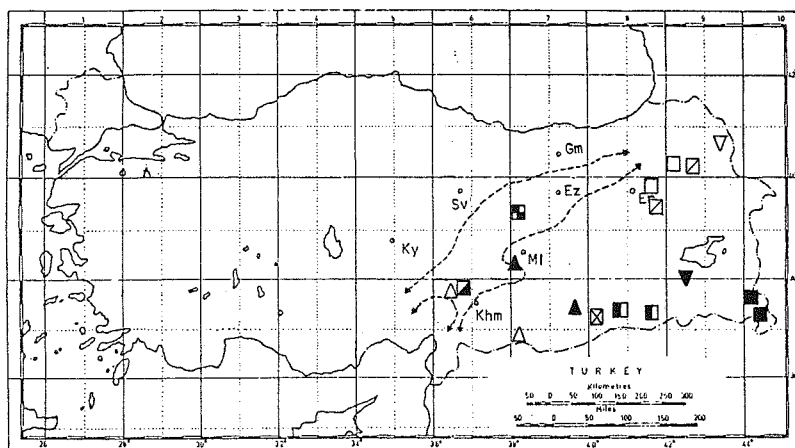 1 2 3 4 5 6 7 8 9 10
Gm
Sv
Ez
Ky
Ml
Khm
TURKEY
Kilometres
50 0 50 100 150 200 250 300
Miles
50 0 50 100 150 200
26 28 30 32 34 36° 38° 40° 42 44